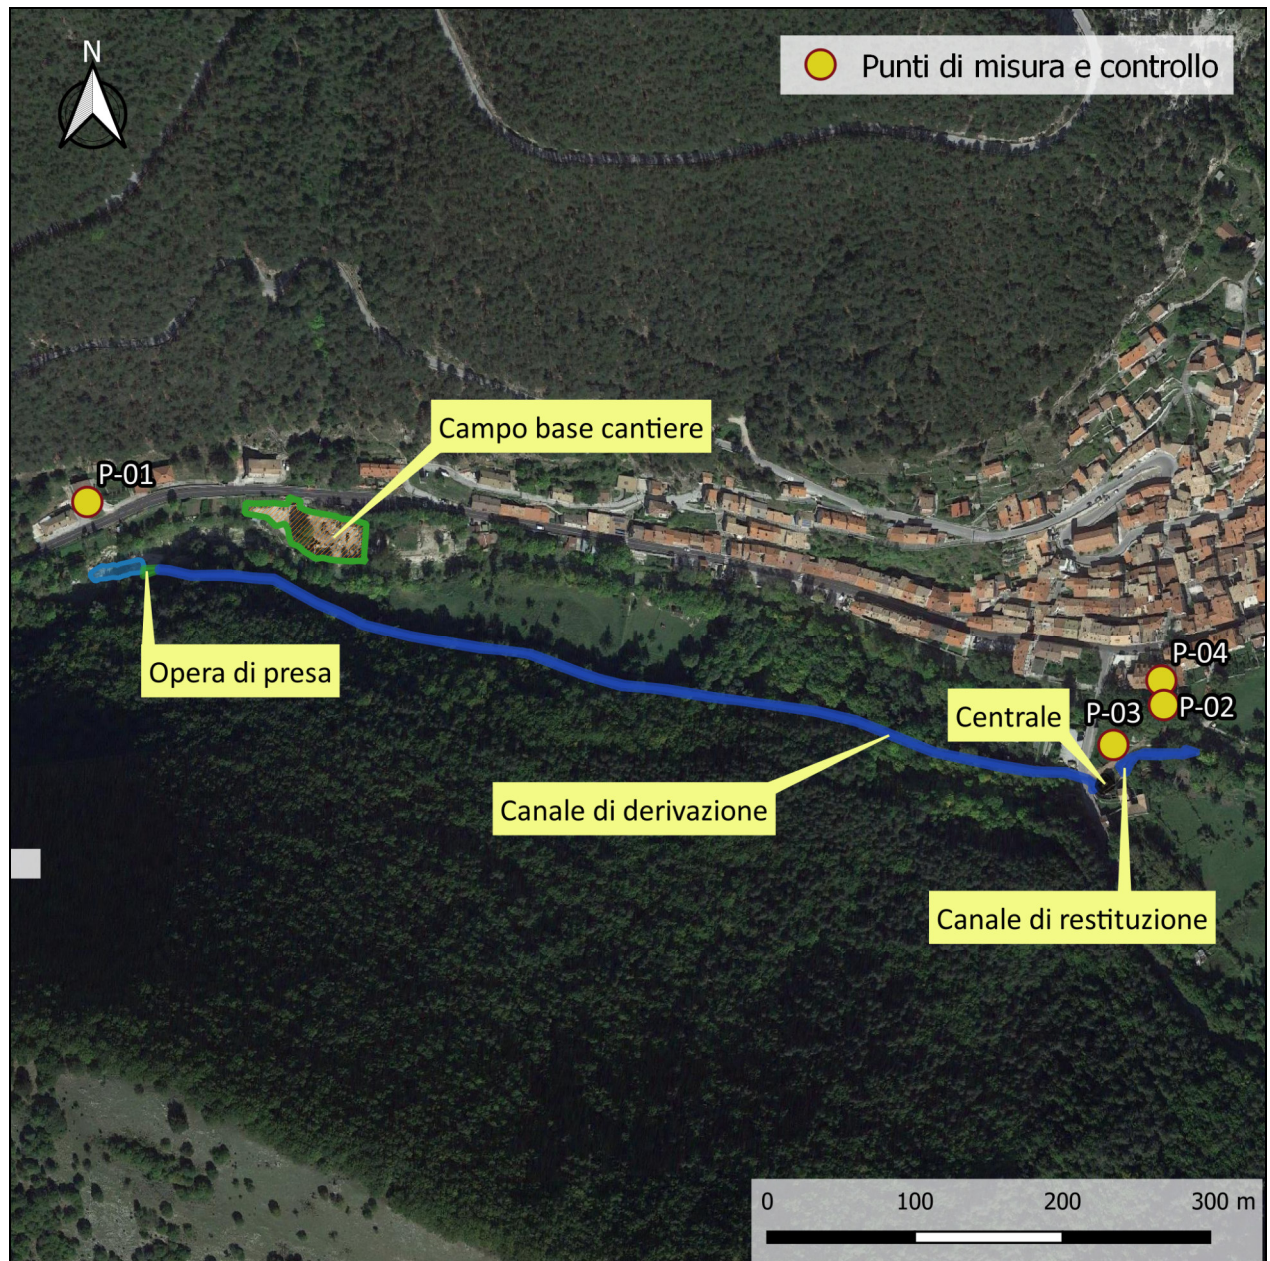 N
Punti di misura e controllo
Campo base cantiere
P-01
Opera di presa
P-04
P-02
P-03
Centrale
Canale di derivazione
Canale di restituzione
0 100 200 300 m